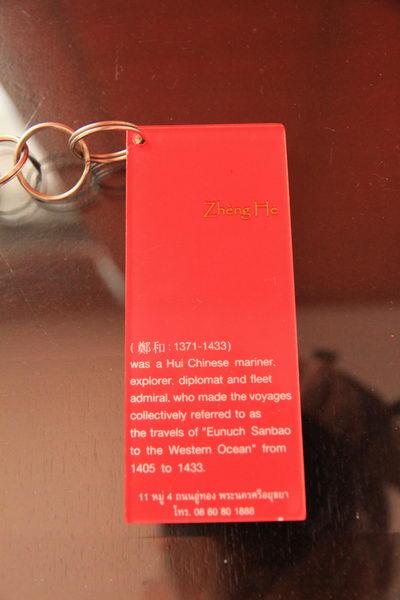 Zhèng Hé
(鄭和:1371-1433)
was a Hui Chinese mariner,
explorer, diplomat and fleet
admiral, who made the voyages
collectively referred to as
the travels of "Eunuch Sanbao
to the Western Ocean" from
1405 to 1433.
11 หมู่ 4 ถนนอู่ทอง พระนครศรีอยุธยา
โทร. 08 60 80 1888